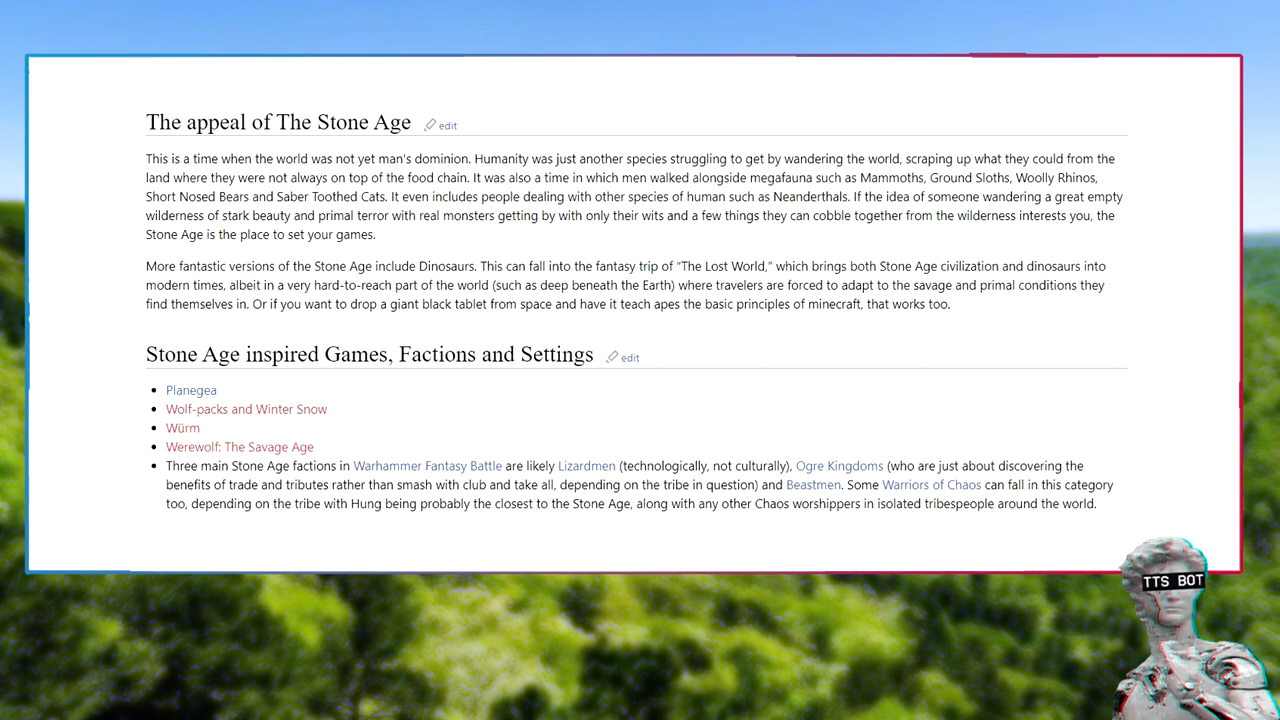 The appeal of The Stone Age edit
This is a time when the world was not yet man's dominion. Humanity was just another species struggling to get by wandering the world, scraping up what they could from the
land where they were not always on top of the food chain. It was also a time in which men walked alongside megafauna such as Mammoths, Ground Sloths, Woolly Rhinos,
Short Nosed Bears and Saber Toothed Cats. It even includes people dealing with other species of human such as Neanderthals. If the idea of someone wandering a great empty
wilderness of stark beauty and primal terror with real monsters getting by with only their wits and a few things they can cobble together from the wilderness interests you, the
Stone Age is the place to set your games.
More fantastic versions of the Stone Age include Dinosaurs. This can fall into the fantasy trip of “The Lost World,” which brings both Stone Age civilization and dinosaurs into
modern times, albeit in a very hard-to-reach part of the world (such as deep beneath the Earth) where travelers are forced to adapt to the savage and primal conditions they
find themselves in. Or if you want to drop a giant black tablet from space and have it teach apes the basic principles of minecraft, that works too.
Stone Age inspired Games, Factions and Settings edit
• Planegea
• Wolf-packs and Winter Snow
• Würm
• Werewolf: The Savage Age
• Three main Stone Age factions in Warhammer Fantasy Battle are likely Lizardmen (technologically, not culturally), Ogre Kingdoms (who are just about discovering the
benefits of trade and tributes rather than smash with club and take all, depending on the tribe in question) and Beastmen. Some Warriors of Chaos can fall in this category
too, depending on the tribe with Hung being probably the closest to the Stone Age, along with any other Chaos worshippers in isolated tribespeople around the world.
TTS BOT